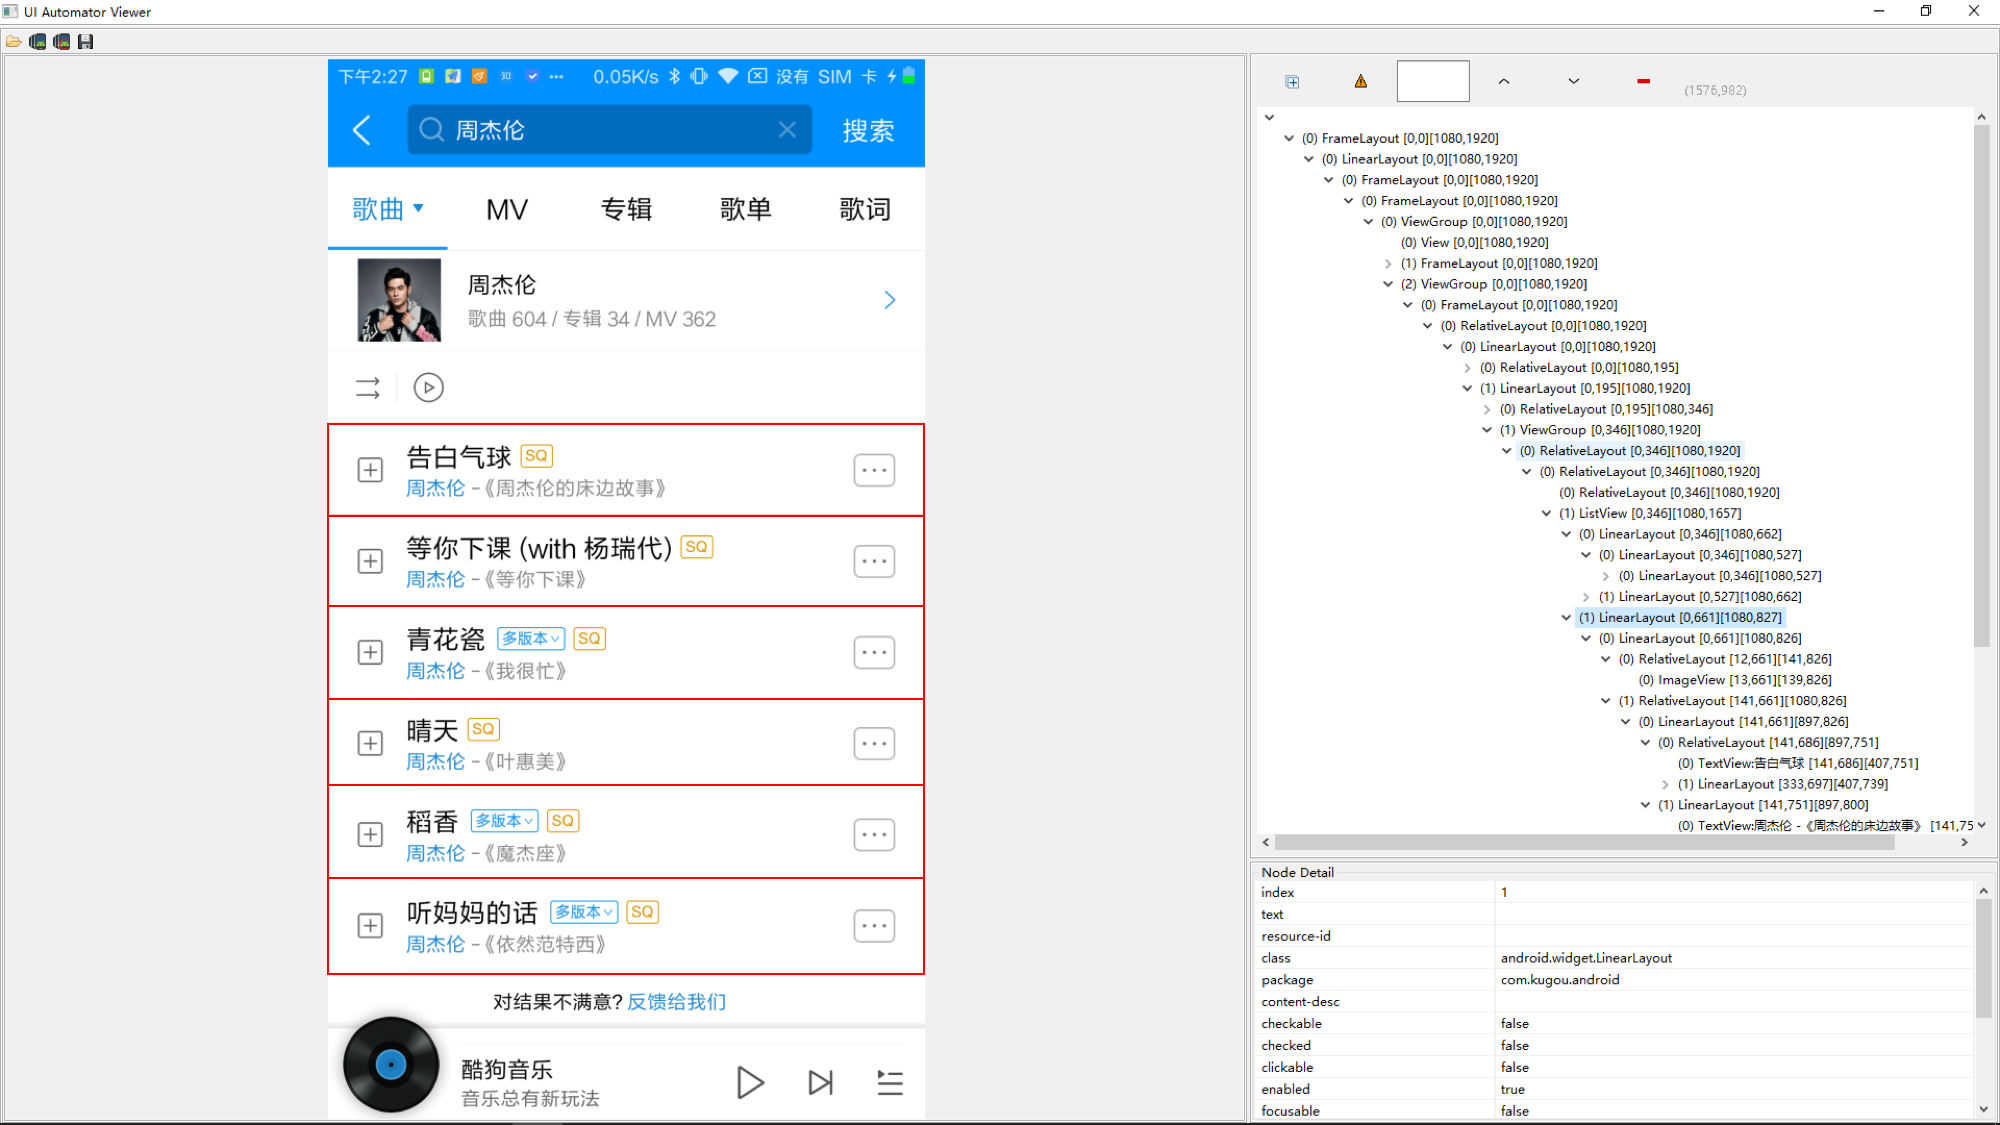 UI Automator Viewer
下午2:27 知 ··· 0.05K/s 没有 SIM 卡
周杰伦 搜索
歌曲 MV 专辑 歌单 歌词
周杰伦
歌曲 604 / 专辑 34 / MV 362
告白气球 SQ
周杰伦 -《周杰伦的床边故事》
等你下课 (with 杨瑞代) SQ
周杰伦 -《等你下课》
青花瓷 多版本 SQ
周杰伦 -《我很忙》
晴天 SQ
周杰伦 -《叶惠美》
稻香 多版本 SQ
周杰伦 -《魔杰座》
听妈妈的话 多版本 SQ
周杰伦 -《依然范特西》
对结果不满意? 反馈给我们
酷狗音乐
音乐总有新玩法
(1576,982)
(0) FrameLayout [0,0][1080,1920]
(0) LinearLayout [0,0][1080,1920]
(0) FrameLayout [0,0][1080,1920]
(0) FrameLayout [0,0][1080,1920]
(0) ViewGroup [0,0][1080,1920]
(0) View [0,0][1080,1920]
(1) FrameLayout [0,0][1080,1920]
(2) ViewGroup [0,0][1080,1920]
(0) FrameLayout [0,0][1080,1920]
(0) RelativeLayout [0,0][1080,1920]
(0) LinearLayout [0,0][1080,1920]
(0) RelativeLayout [0,0][1080,195]
(1) LinearLayout [0,195][1080,1920]
(0) RelativeLayout [0,195][1080,346]
(1) ViewGroup [0,346][1080,1920]
(0) RelativeLayout [0,346][1080,1920]
(0) RelativeLayout [0,346][1080,1920]
(0) RelativeLayout [0,346][1080,1920]
(1) ListView [0,346][1080,1657]
(0) LinearLayout [0,346][1080,662]
(0) LinearLayout [0,346][1080,527]
(0) LinearLayout [0,346][1080,527]
(1) LinearLayout [0,527][1080,662]
(1) LinearLayout [0,661][1080,827]
(0) LinearLayout [0,661][1080,826]
(0) RelativeLayout [12,661][141,826]
(0) ImageView [13,661][139,826]
(1) RelativeLayout [141,661][1080,826]
(0) LinearLayout [141,661][897,826]
(0) RelativeLayout [141,686][897,751]
(0) TextView:告白气球 [141,686][407,751]
(1) LinearLayout [333,697][407,739]
(1) LinearLayout [141,751][897,800]
(0) TextView:周杰伦 -《周杰伦的床边故事》 [141,75
Node Detail
index 1
text
resource-id
class android.widget.LinearLayout
package com.kugou.android
content-desc
checkable false
checked false
clickable false
enabled true
focusable false